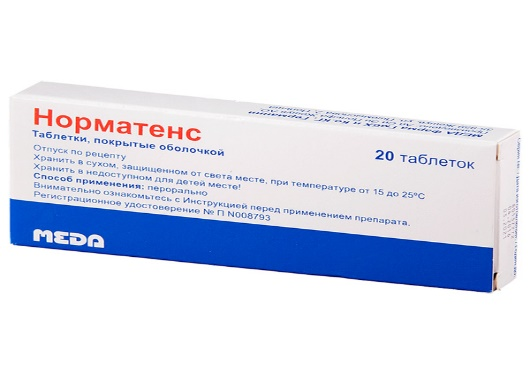 Норматенс
Таблетки, покрытые оболочкой
20 таблеток
Отпуск по рецепту
Хранить в сухом, защищенном от света месте, при температуре от 15 до 25°С
Хранить в недоступном для детей месте!
Способ применения: перорально
Внимательно ознакомьтесь с Инструкцией перед применением препарата.
Регистрационное удостоверение № П N008793
MEDA